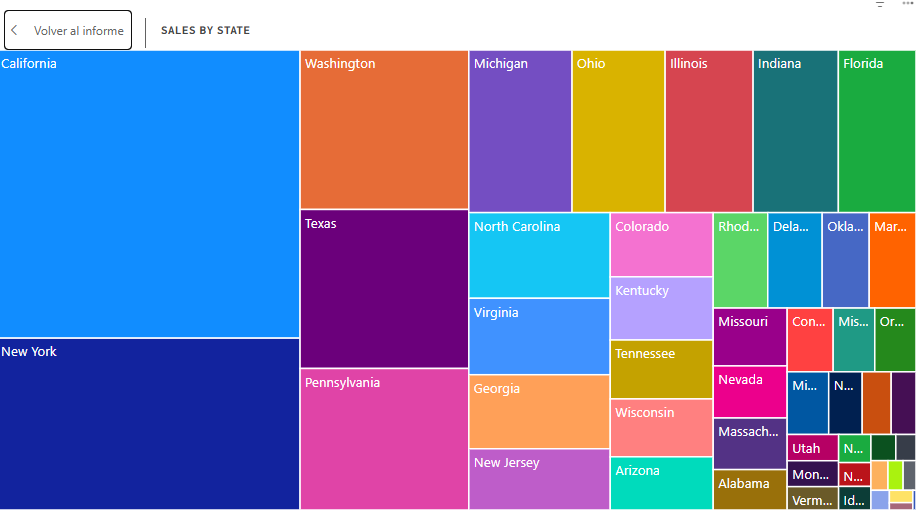 Volver al informe
SALES BY STATE
California
Washington
Michigan
Ohio
Illinois
Indiana
Florida
Texas
North Carolina
Colorado
Rhod...
Dela...
Okla...
Mar...
Kentucky
Virginia
Missouri
Con...
Mis...
Or...
New York
Tennessee
Pennsylvania
Georgia
Nevada
Mi...
N...
Wisconsin
Massach...
Utah
N...
New Jersey
Arizona
Mon...
N...
Alabama
Verm...
Id...